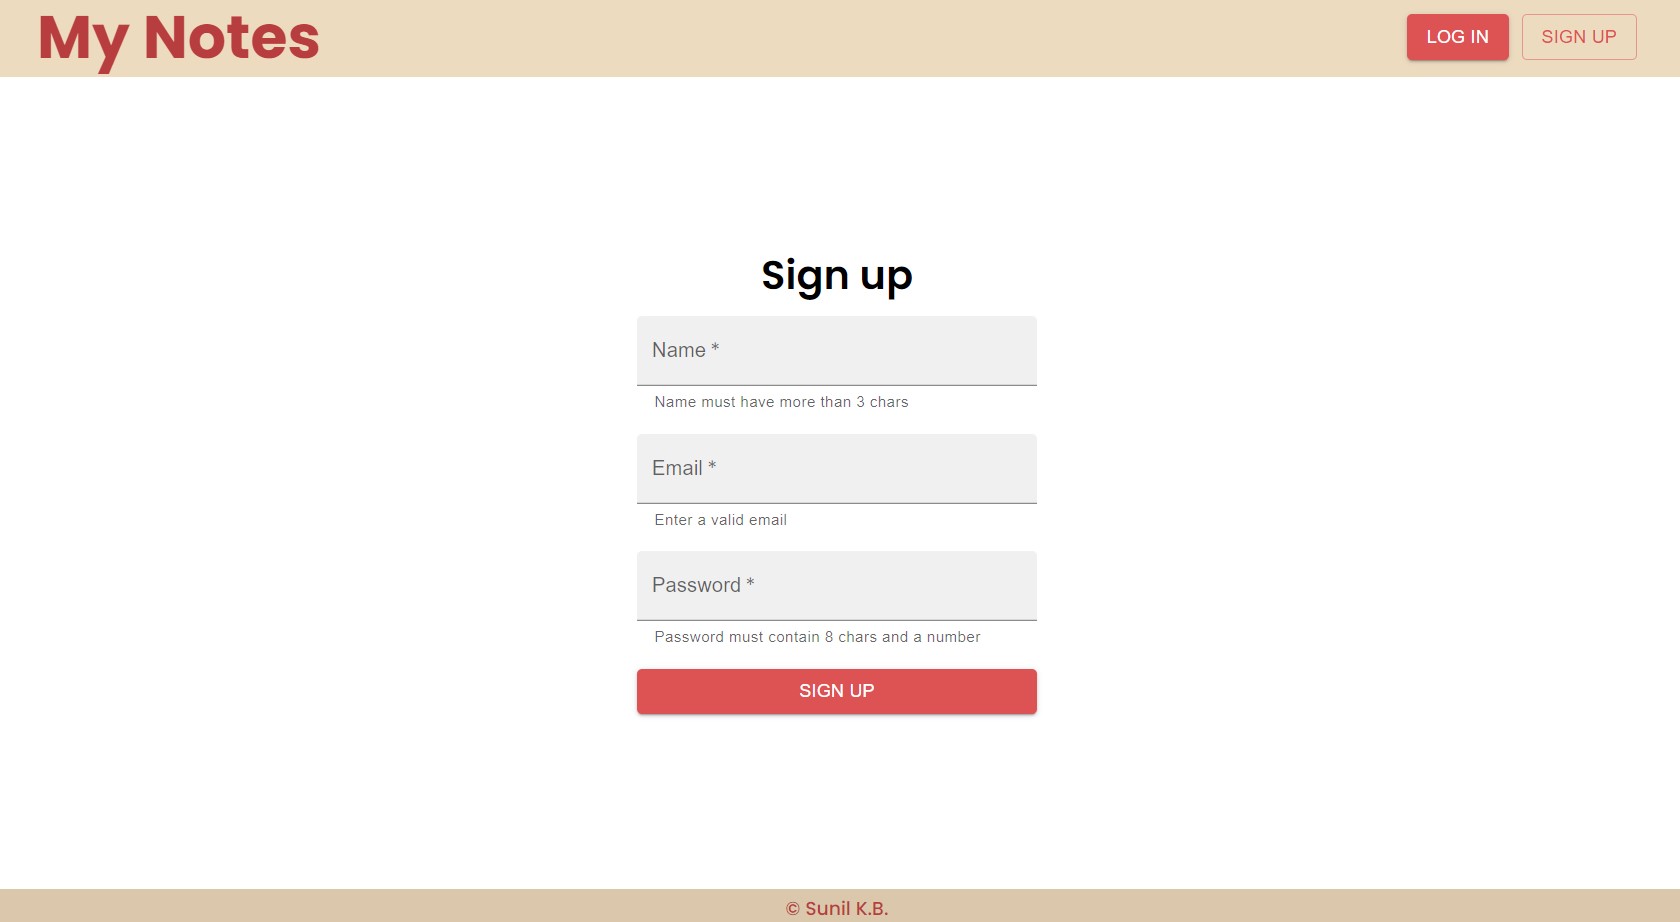 My Notes
LOG IN
SIGN UP
Sign up
Name *
Name must have more than 3 chars
Email *
Enter a valid email
Password *
Password must contain 8 chars and a number
SIGN UP
© Sunil K.B.